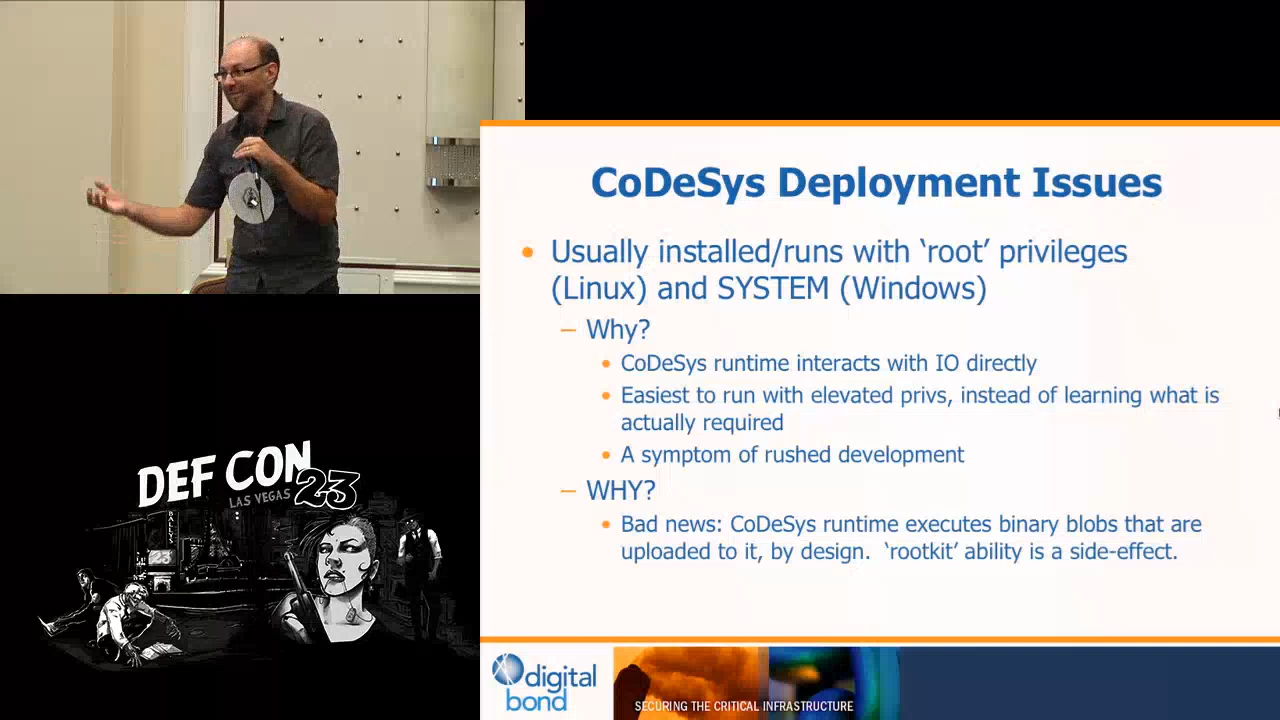 CoDeSys Deployment Issues
• Usually installed/runs with ‘root’ privileges
(Linux) and SYSTEM (Windows)
– Why?
• CoDeSys runtime interacts with IO directly
• Easiest to run with elevated privs, instead of learning what is
actually required
• A symptom of rushed development
– WHY?
• Bad news: CoDeSys runtime executes binary blobs that are
uploaded to it, by design. ‘rootkit’ ability is a side-effect.
DEF CON
LAS VEGAS 23
BALLY'S
23
digital
bond
SECURING THE CRITICAL INFRASTRUCTURE